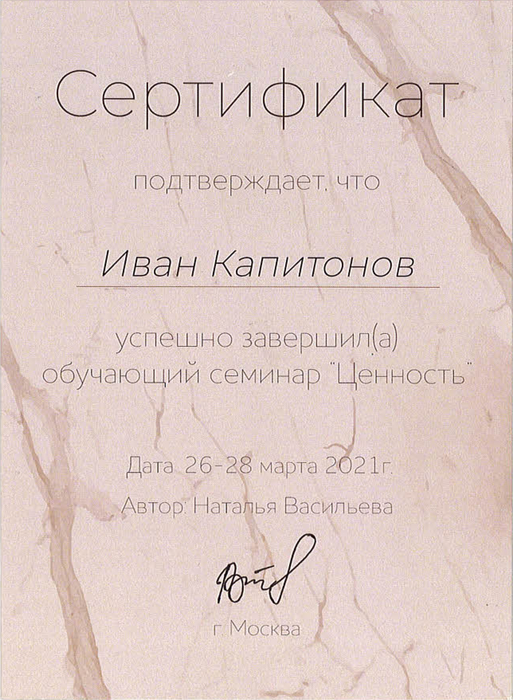 Сертификат
подтверждает, что
Иван Капитонов
успешно завершил(а)
обучающий семинар "Ценность"
Дата: 26-28 марта 2021г.
Автор: Наталья Васильева
г. Москва